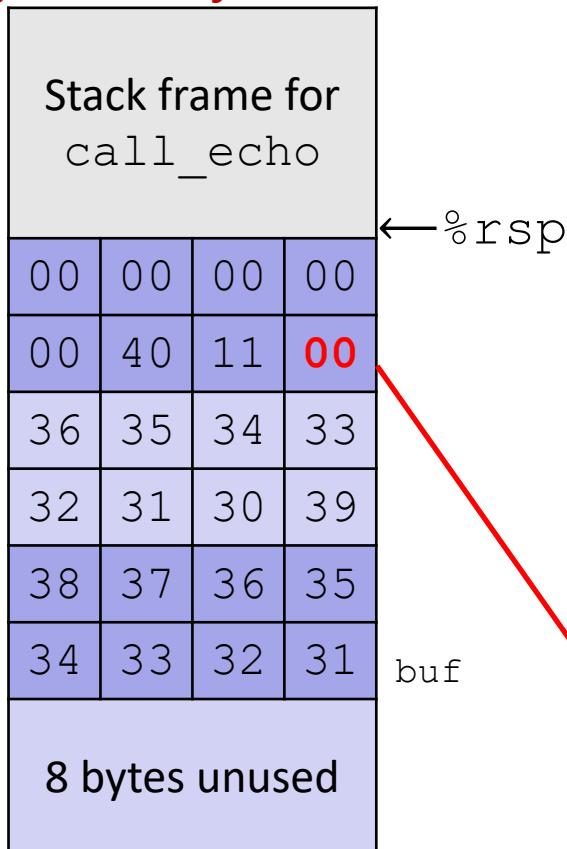 Stack frame for
call_echo
←%rsp
00 00 00 00
00 40 11 00
36 35 34 33
32 31 30 39
38 37 36 35
34 33 32 31 buf
8 bytes unused